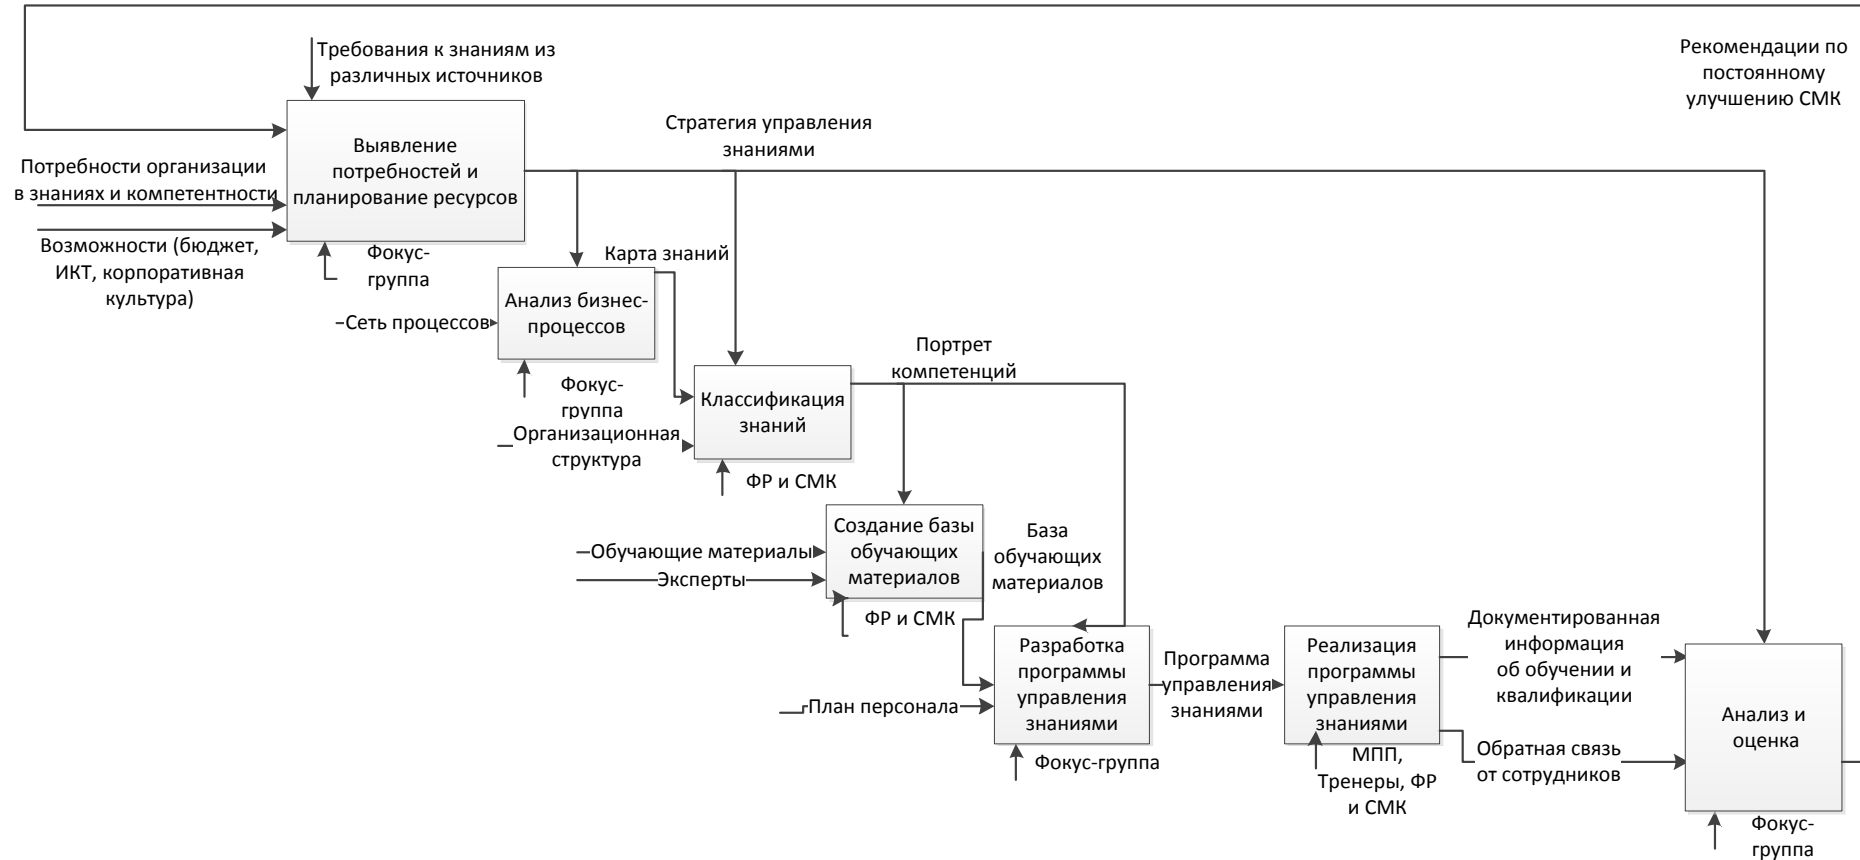 Требования к знаниям из
различных источников
Рекомендации по
постоянному
улучшению СМК
Выявление
потребностей и
планирование ресурсов
Стратегия управления
знаниями
Потребности организации
в знаниях и компетентности
Возможности (бюджет,
ИКТ, корпоративная
культура)
Фокус-
группа
Карта знаний
Анализ бизнес-
процессов
Сеть процессов
Фокус-
группа
Портрет
компетенций
Классификация
знаний
Организационная
структура
ФР и СМК
Создание базы
обучающих
материалов
База
обучающих
материалов
Обучающие материалы
Эксперты
ФР и СМК
Разработка
программы
управления
знаниями
Программа
управления
знаниями
Реализация
программы
управления
знаниями
Документированная
информация
об обучении и
квалификации
План персонала
Анализ и
оценка
Фокус-группа
МПП,
Тренеры, ФР
и СМК
Обратная связь
от сотрудников
Фокус-
группа